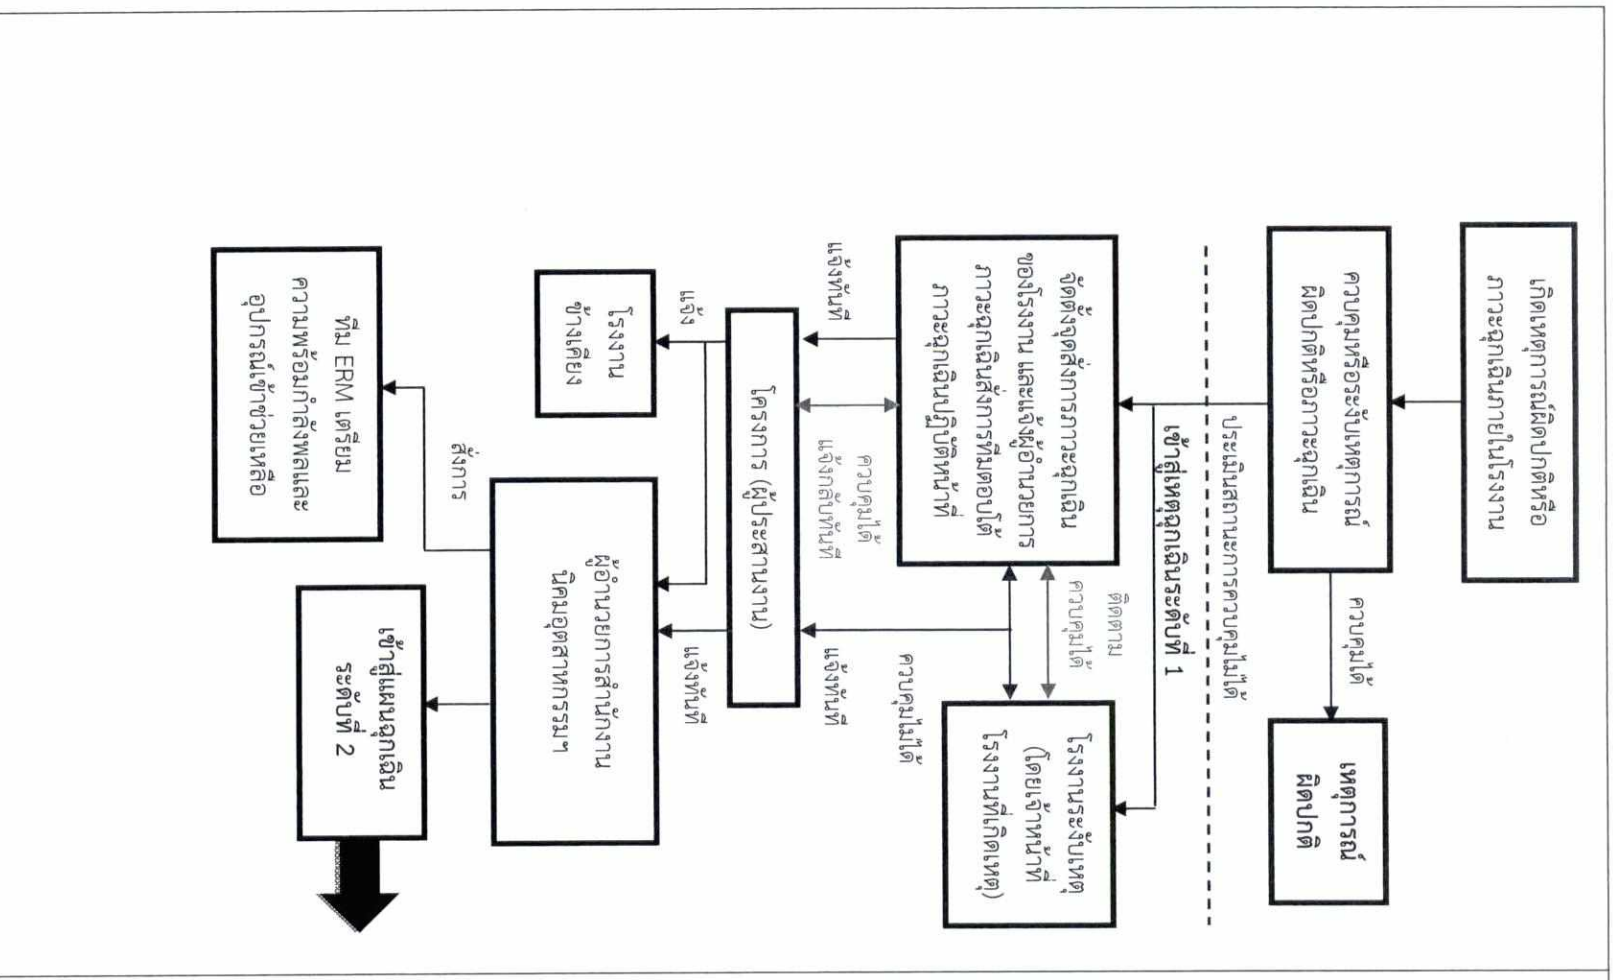 เกิดเหตุการณ์ผิดปกติหรือ
ภาวะฉุกเฉินภายในโรงงาน
ควบคุมหรือระงับเหตุการณ์
ผิดปกติหรือภาวะฉุกเฉิน
ควบคุมได้
เหตุการณ์
ผิดปกติ
ประเมินสถานะการควบคุมไม่ได้
เข้าสู่เหตุฉุกเฉินระดับที่ 1
จัดตั้งจุดสั่งการภาวะฉุกเฉิน
ของโรงงาน และแจ้งผู้อำนวยการ
ภาวะฉุกเฉินสั่งการทีมตอบโต้
ภาวะฉุกเฉินปฏิบัติหน้าที่
ติดตาม
ควบคุมได้
โรงงานระงับเหตุ
(โดยเจ้าหน้าที่
โรงงานที่เกิดเหตุ)
แจ้งทันที
ควบคุมได้
แจ้งกลับทันที
ควบคุมไม่ได้
แจ้งทันที
โครงการ (ผู้ประสานงาน)
แจ้ง
แจ้งทันที
โรงงาน
ข้างเคียง
ผู้อำนวยการสำนักงาน
นิคมอุตสาหกรรมฯ
สั่งการ
ทีม ERM เตรียม
ความพร้อมกำลังพลและ
อุปกรณ์เข้าช่วยเหลือ
เข้าสู่แผนฉุกเฉิน
ระดับที่ 2